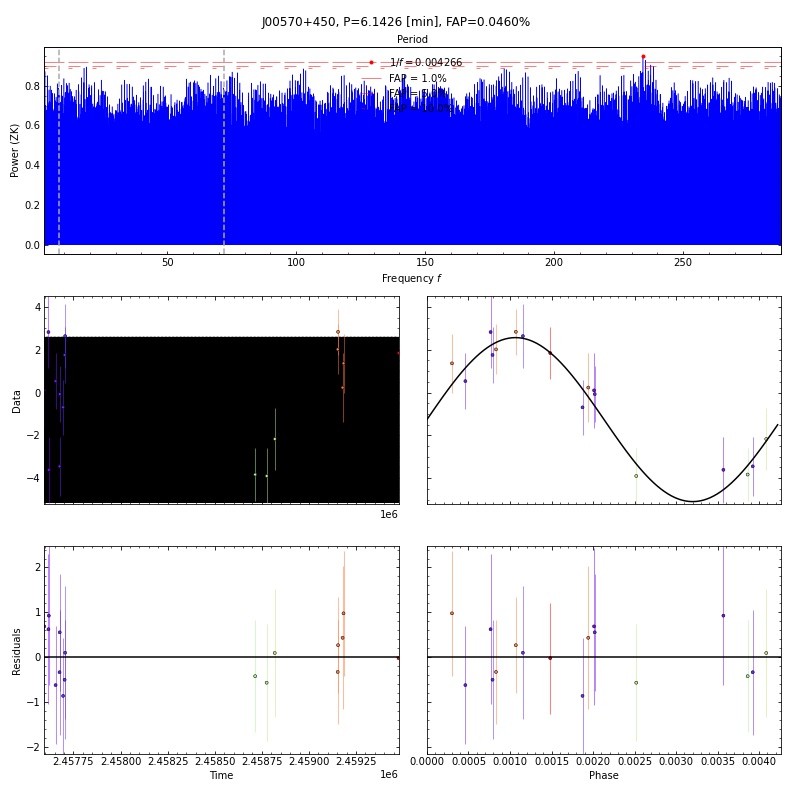 J00570+450, P=6.1426 [min], FAP=0.0460%
Period
1/f = 0.004266
FAP = 1.0%
FAP =
Power (ZK)
0.8
0.6
0.4
0.2
0.0
50 100 150 200 250
Frequency f
4
2
0
−2
−4
Data
1e6
2
1
0
−1
−2
Residuals
2.45775 2.45800 2.45825 2.45850 2.45875 2.45900 2.45925
0.0000 0.0005 0.0010 0.0015 0.0020 0.0025 0.0030 0.0035 0.0040
Time
1e6
Phase